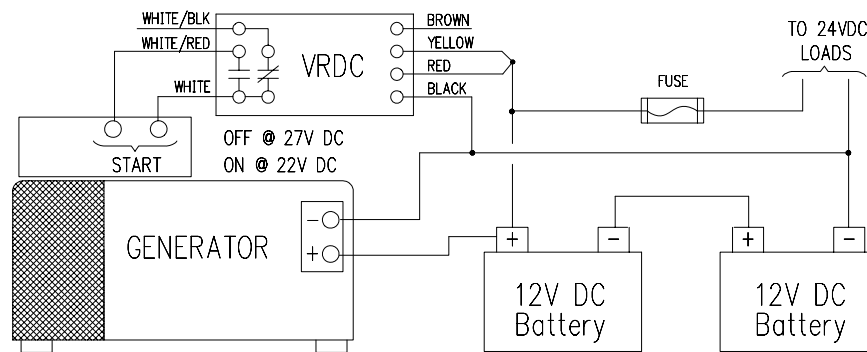 WHITE/BLK
WHITE/RED
WHITE
VRDC
BROWN
YELLOW
RED
BLACK
TO 24VDC
LOADS
FUSE
START
OFF @ 27V DC
ON @ 22V DC
GENERATOR
−
+
+
−
+
−
12V DC
Battery
12V DC
Battery